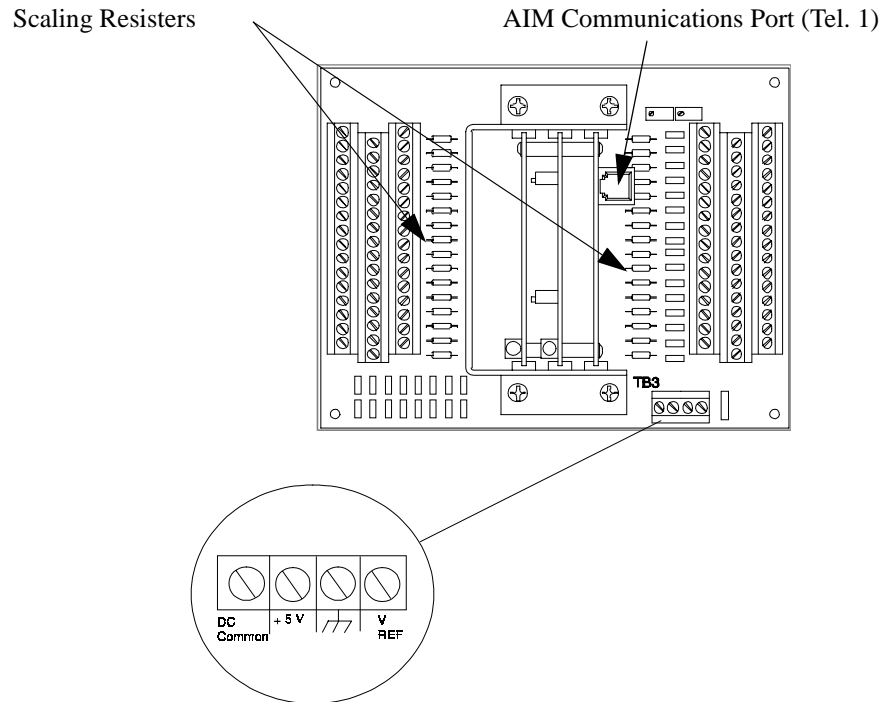 Scaling Resisters
AIM Communications Port (Tel. 1)
TB3
DC
Common
+ 5 V
V
REF